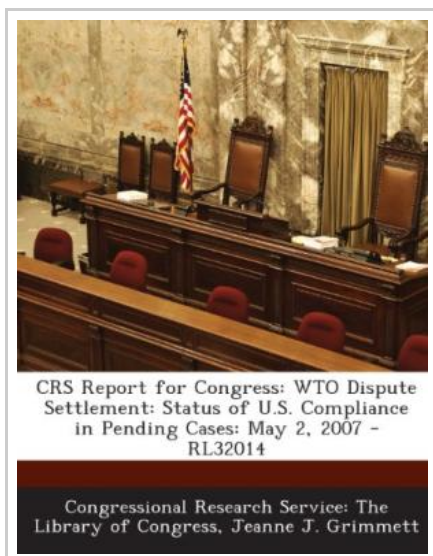 CRS Report for Congress: WTO Dispute
Settlement: Status of U.S. Compliance
in Pending Cases: May 2, 2007 -
RL32014
Congressional Research Service: The
Library of Congress, Jeanne J. Grimmett